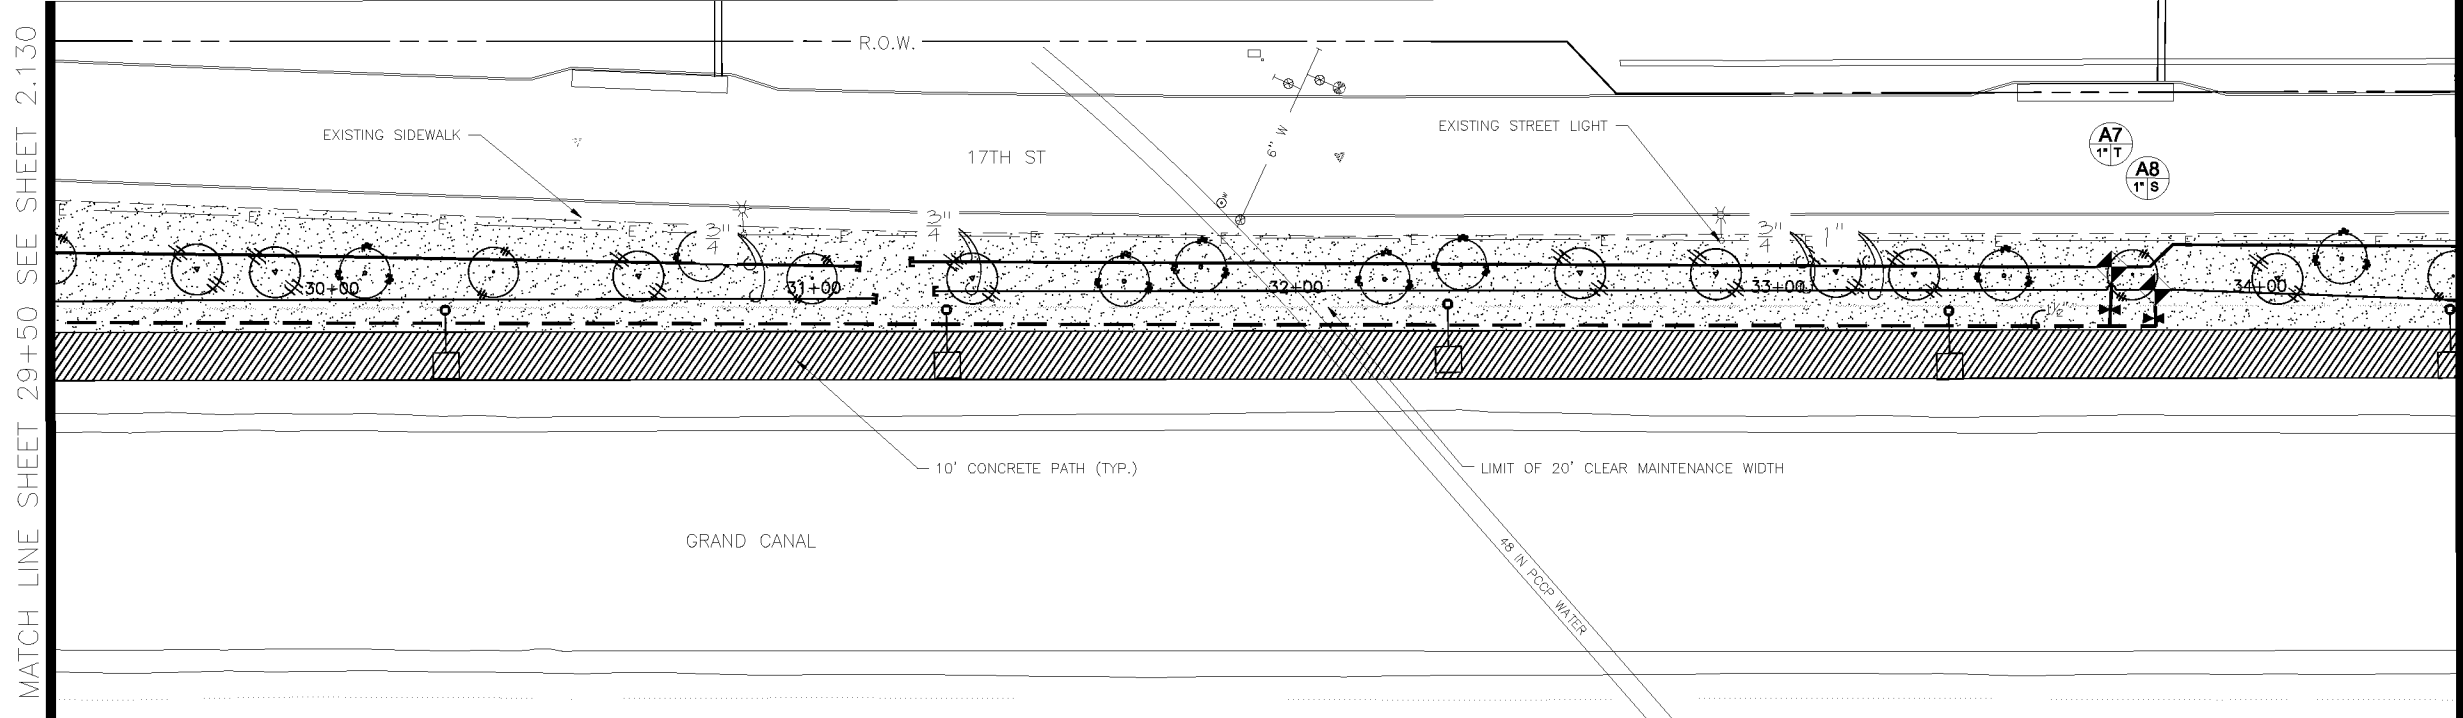 MATCH LINE SHEET 29+50 SEE SHEET 2.130
R.O.W.
EXISTING SIDEWALK
17TH ST
6" W
EXISTING STREET LIGHT
A7
1" T
A8
1" S
E E E E E E E E E E E E E
3"
4
3"
4
3"
4
1"
30+00
31+00
32+00
33+00
34+00
1½"
10' CONCRETE PATH (TYP.)
LIMIT OF 20' CLEAR MAINTENANCE WIDTH
GRAND CANAL
48 IN PCCP WATER